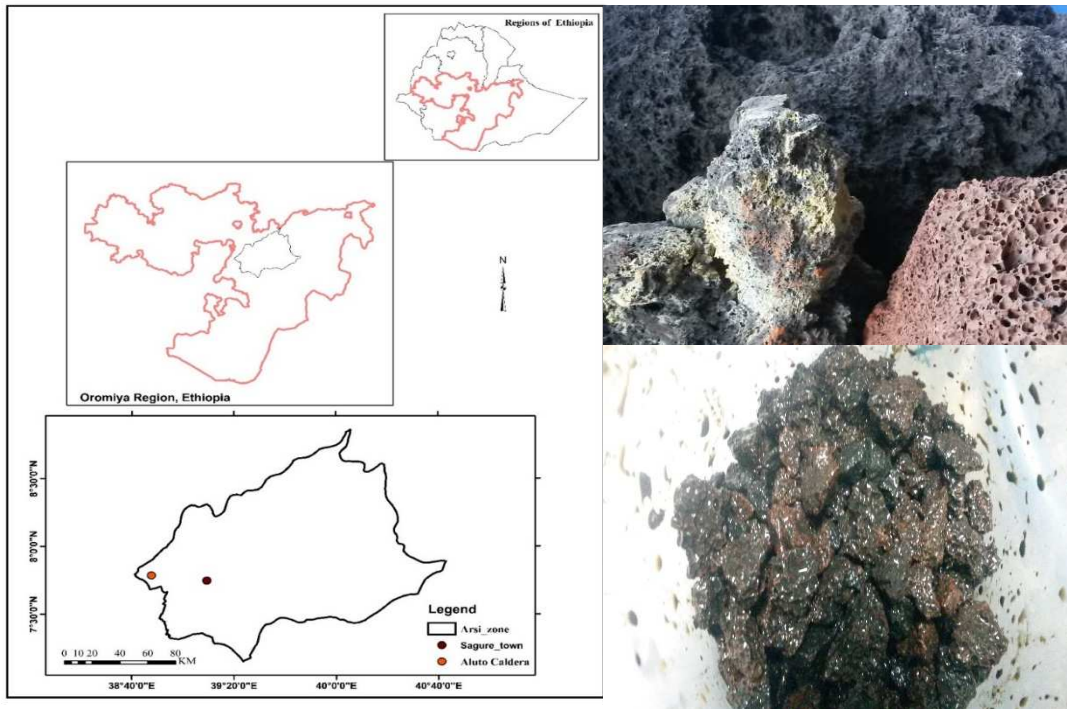 Regions of Ethiopia
N
Oromiya Region, Ethiopia
8°30'0"N
8°0'0"N
7°30'0"N
Legend
Arsi_zone
Sagure_town
Aluto Caldera
0 10 20 40 60 80
KM
38°40'0"E 39°20'0"E 40°0'0"E 40°40'0"E